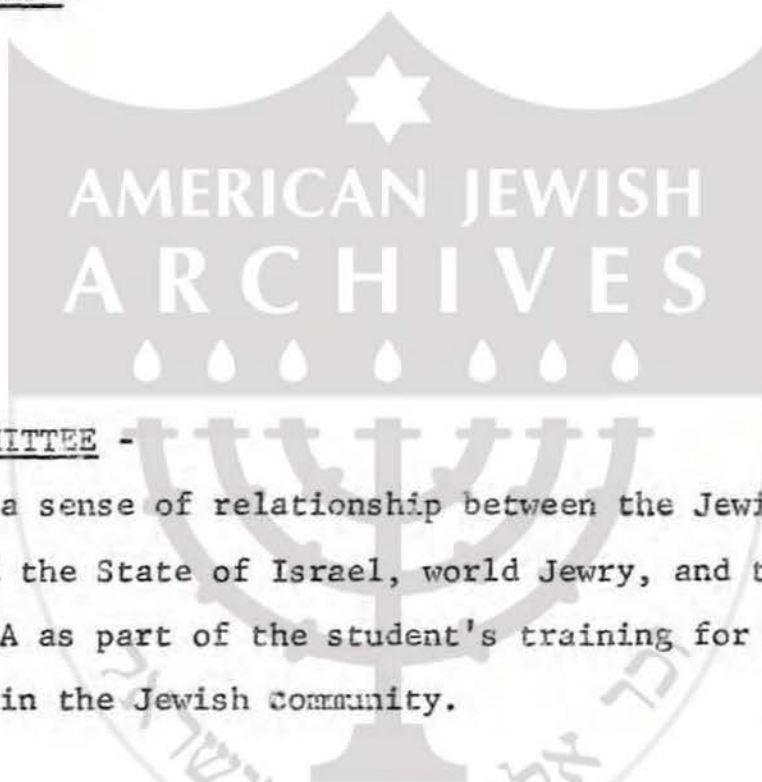 AMERICAN JEWISH
ARCHIVES
MITTEE -
a sense of relationship between the Jewi
the State of Israel, world Jewry, and t
A as part of the student's training for
in the Jewish Community.